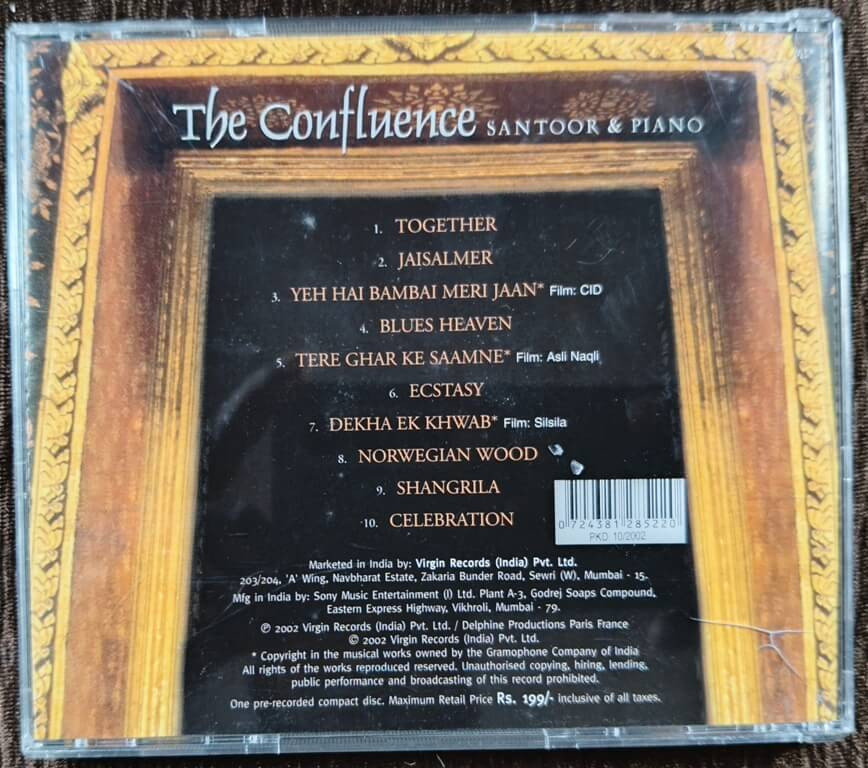 The Confluence SANTOOR & PIANO
1. TOGETHER
2. JAISALMER
3. YEH HAI BAMBAI MERI JAAN* Film: CID
4. BLUES HEAVEN
5. TERE GHAR KE SAAMNE* Film: Asli Naqli
6. ECSTASY
7. DEKHA EK KHWAB* Film: Silsila
8. NORWEGIAN WOOD
9. SHANGRILA
10. CELEBRATION
0 724381 285220
PKD 10/2002
Marketed in India by: Virgin Records (India) Pvt. Ltd.
203/204, 'A' Wing, Navbharat Estate, Zakaria Bunder Road, Sewri (W), Mumbai - 15.
Mfg in India by: Sony Music Entertainment (I) Ltd. Plant A-3, Godrej Soaps Compound,
Eastern Express Highway, Vikhroli, Mumbai - 79.
℗ 2002 Virgin Records (India) Pvt. Ltd. / Delphine Productions Paris France
© 2002 Virgin Records (India) Pvt. Ltd.
* Copyright in the musical works owned by the Gramophone Company of India
All rights of the works reproduced reserved. Unauthorised copying, hiring, lending,
public performance and broadcasting of this record prohibited.
One pre-recorded compact disc. Maximum Retail Price Rs. 199/- inclusive of all taxes.